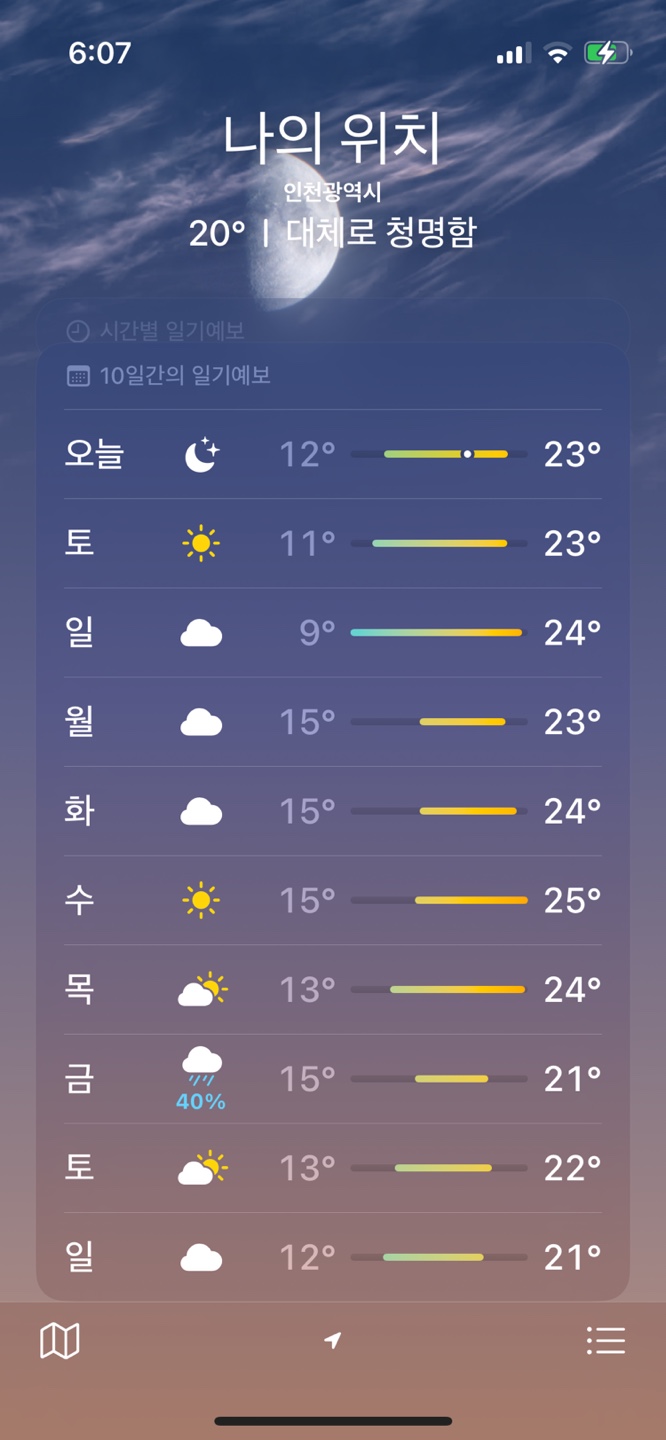 6:07
나의 위치
인천광역시
20° | 대체로 청명함
시간별 일기예보
10일간의 일기예보
오늘 12° 23°
토 11° 23°
일 9° 24°
월 15° 23°
화 15° 24°
수 15° 25°
목 13° 24°
금 40% 15° 21°
토 13° 22°
일 12° 21°